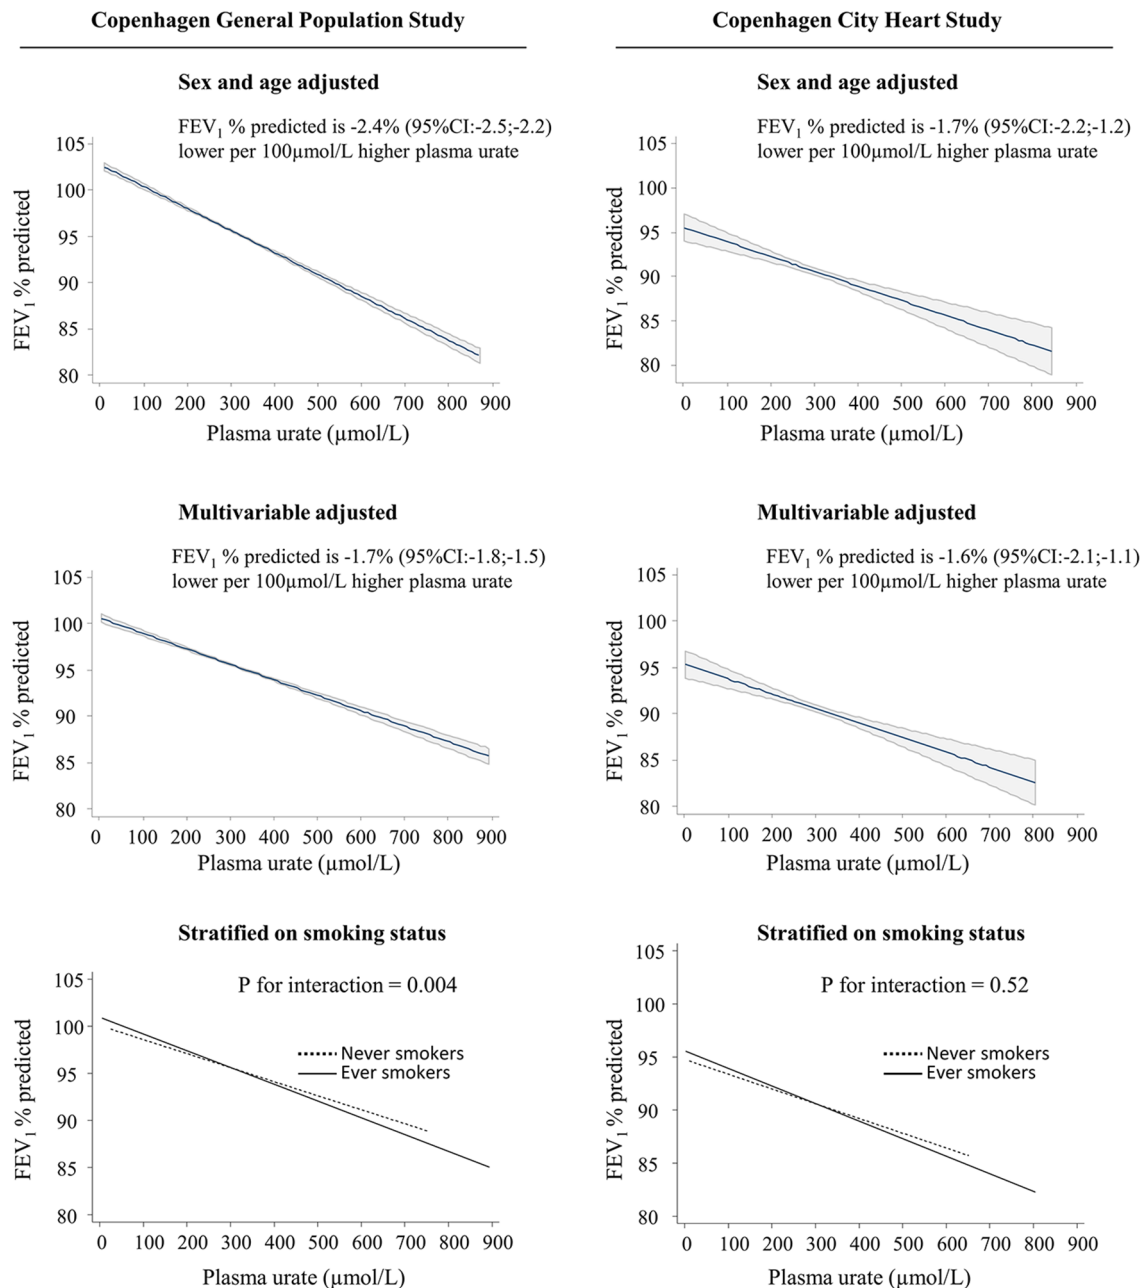 Copenhagen General Population Study
Copenhagen City Heart Study
Sex and age adjusted
FEV1 % predicted is -2.4% (95%CI:-2.5;-2.2)
lower per 100µmol/L higher plasma urate
105
100
95
90
85
80
FEV1 % predicted
0 100 200 300 400 500 600 700 800 900
Plasma urate (µmol/L)
Sex and age adjusted
FEV1 % predicted is -1.7% (95%CI:-2.2;-1.2)
lower per 100µmol/L higher plasma urate
105
100
95
90
85
80
FEV1 % predicted
0 100 200 300 400 500 600 700 800 900
Plasma urate (µmol/L)
Multivariable adjusted
FEV1 % predicted is -1.7% (95%CI:-1.8;-1.5)
lower per 100µmol/L higher plasma urate
105
100
95
90
85
80
FEV1 % predicted
0 100 200 300 400 500 600 700 800 900
Plasma urate (µmol/L)
Multivariable adjusted
FEV1 % predicted is -1.6% (95%CI:-2.1;-1.1)
lower per 100µmol/L higher plasma urate
105
100
95
90
85
80
FEV1 % predicted
0 100 200 300 400 500 600 700 800 900
Plasma urate (µmol/L)
Stratified on smoking status
P for interaction = 0.004
Never smokers
Ever smokers
105
100
95
90
85
80
FEV1 % predicted
0 100 200 300 400 500 600 700 800 900
Plasma urate (µmol/L)
Stratified on smoking status
P for interaction = 0.52
Never smokers
Ever smokers
105
100
95
90
85
80
FEV1 % predicted
0 100 200 300 400 500 600 700 800 900
Plasma urate (µmol/L)